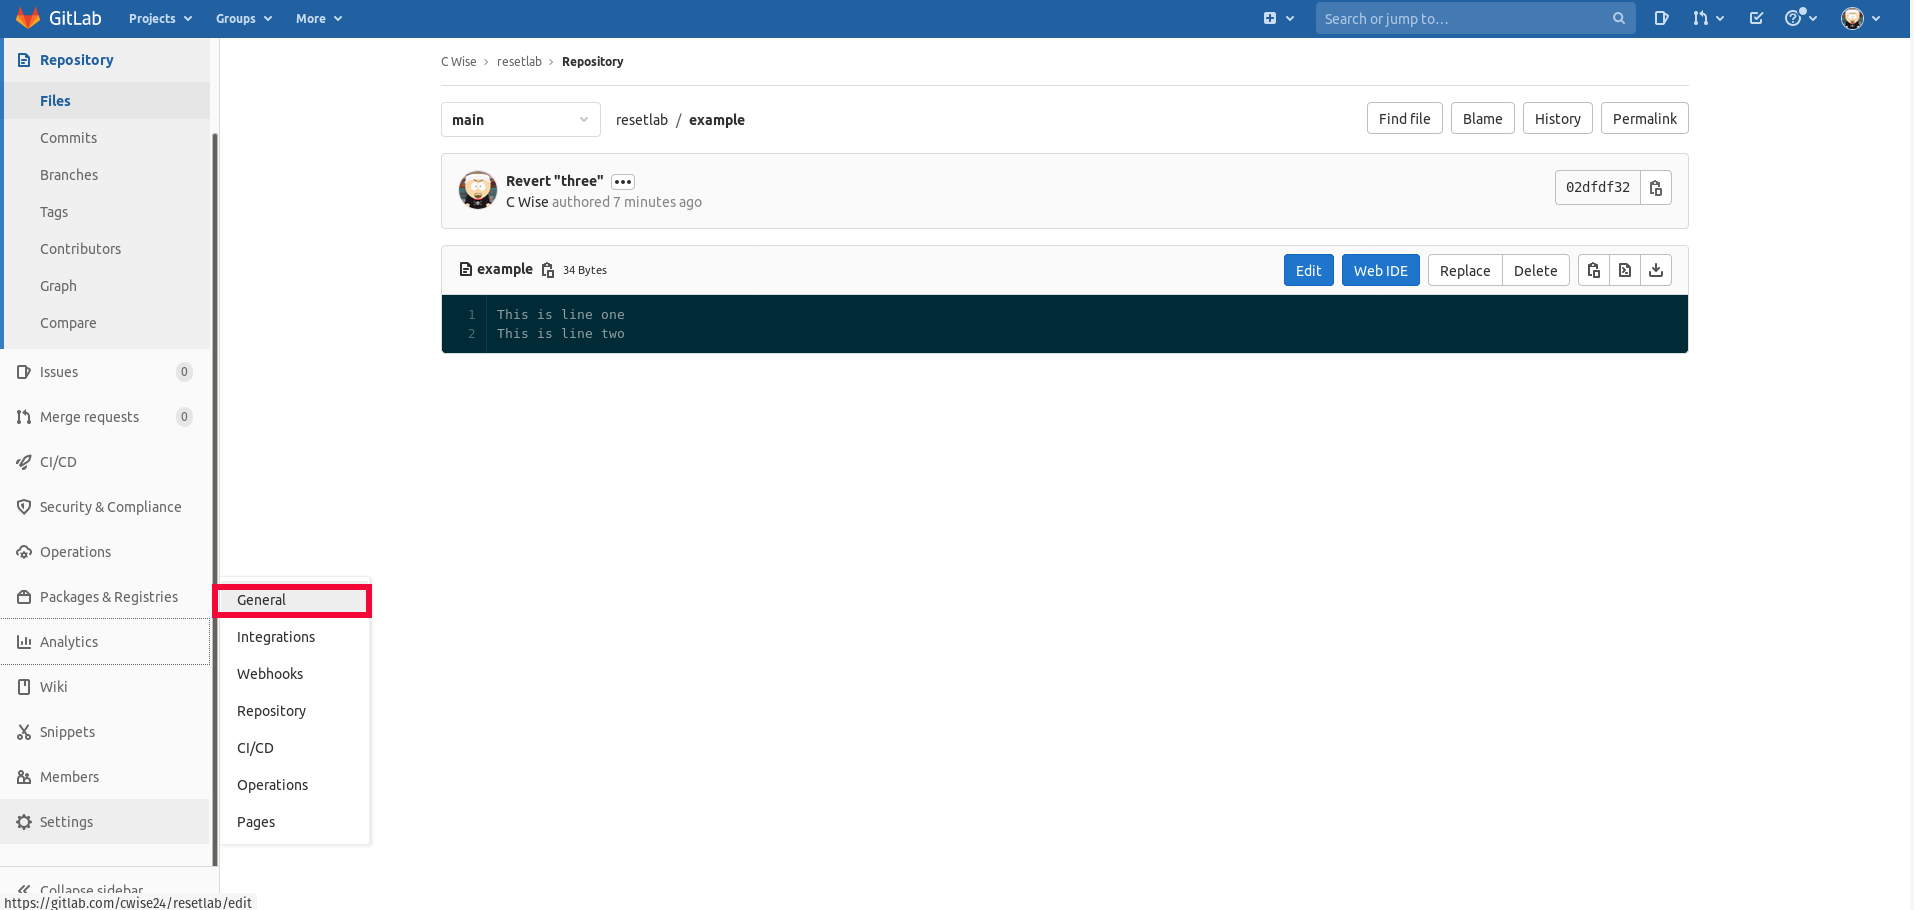 GitLab Projects Groups More Search or jump to...
Repository
Files
Commits
Branches
Tags
Contributors
Graph
Compare
Issues 0
Merge requests 0
CI/CD
Security & Compliance
Operations
Packages & Registries
Analytics
Wiki
Snippets
Members
Settings
Collapse sidebar
https://gitlab.com/cwise24/resetlab/edit
General
Integrations
Webhooks
Repository
CI/CD
Operations
Pages
C Wise › resetlab › Repository
main resetlab / example Find file Blame History Permalink
Revert "three" •••
C Wise authored 7 minutes ago
02dfdf32
example 34 Bytes Edit Web IDE Replace Delete
1 This is line one
2 This is line two